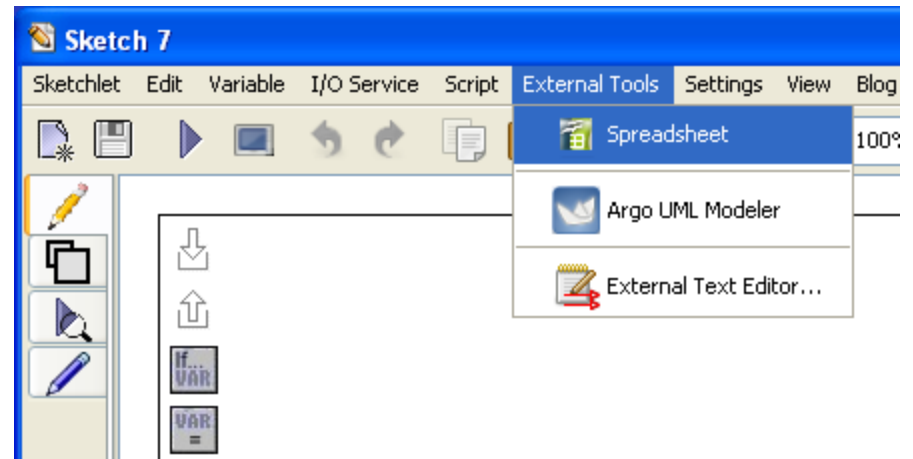 Sketch 7
Sketchlet Edit Variable I/O Service Script External Tools Settings View Blog
Spreadsheet
100%
Argo UML Modeler
External Text Editor...
If...
VAR
VAR
=